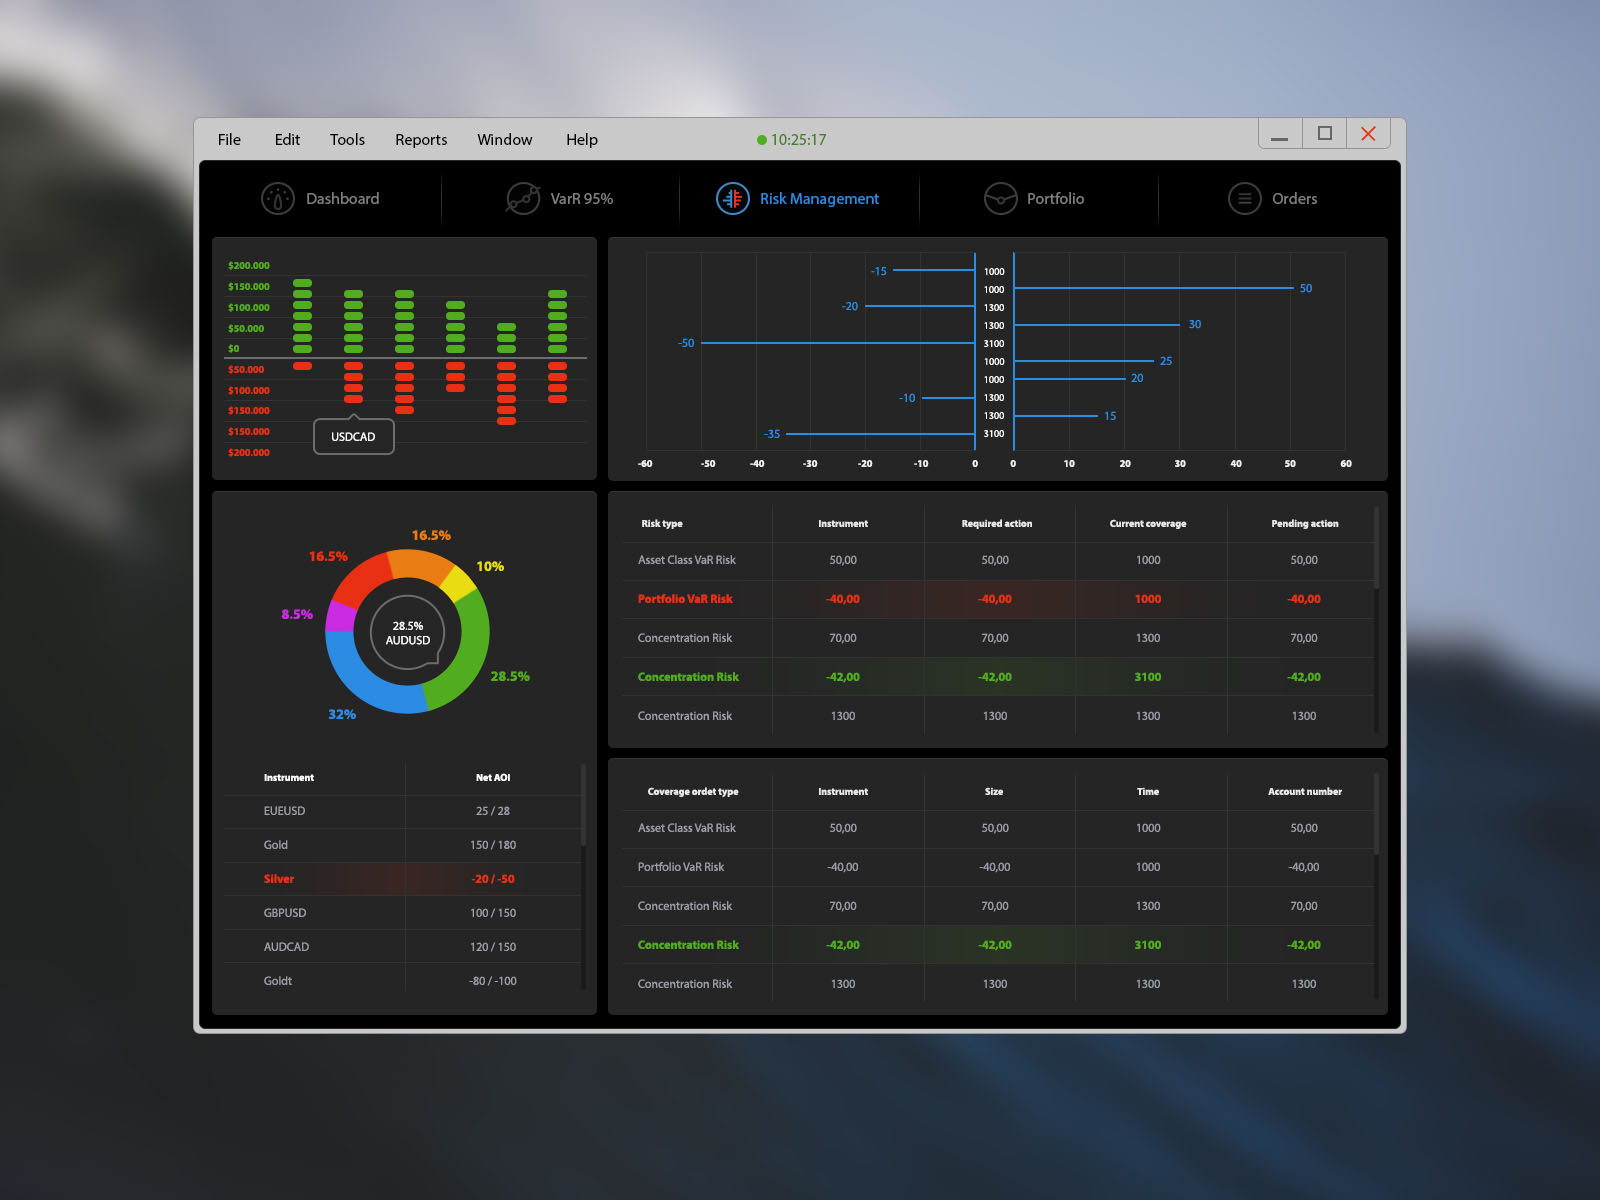 File Edit Tools Reports Window Help 10:25:17
Dashboard VarR 95% Risk Management Portfolio Orders
$200.000
$150.000
$100.000
$50.000
$0
$50.000
$100.000
$150.000
$150.000
$200.000
USDCAD
-15 1000
1000 50
-20 1300
1300 30
-50 3100
1000 25
1000 20
-10 1300
1300 15
-35 3100
-60 -50 -40 -30 -20 -10 0 0 10 20 30 40 50 60
16.5%
16.5%
10%
8.5%
28.5%
AUDUSD
28.5%
32%
Instrument Net AOI
EUEUSD 25 / 28
Gold 150 / 180
Silver -20 / -50
GBPUSD 100 / 150
AUDCAD 120 / 150
Goldt -80 / -100
Risk type Instrument Required action Current coverage Pending action
Asset Class VaR Risk 50,00 50,00 1000 50,00
Portfolio VaR Risk -40,00 -40,00 1000 -40,00
Concentration Risk 70,00 70,00 1300 70,00
Concentration Risk -42,00 -42,00 3100 -42,00
Concentration Risk 1300 1300 1300 1300
Coverage ordet type Instrument Size Time Account number
Asset Class VaR Risk 50,00 50,00 1000 50,00
Portfolio VaR Risk -40,00 -40,00 1000 -40,00
Concentration Risk 70,00 70,00 1300 70,00
Concentration Risk -42,00 -42,00 3100 -42,00
Concentration Risk 1300 1300 1300 1300